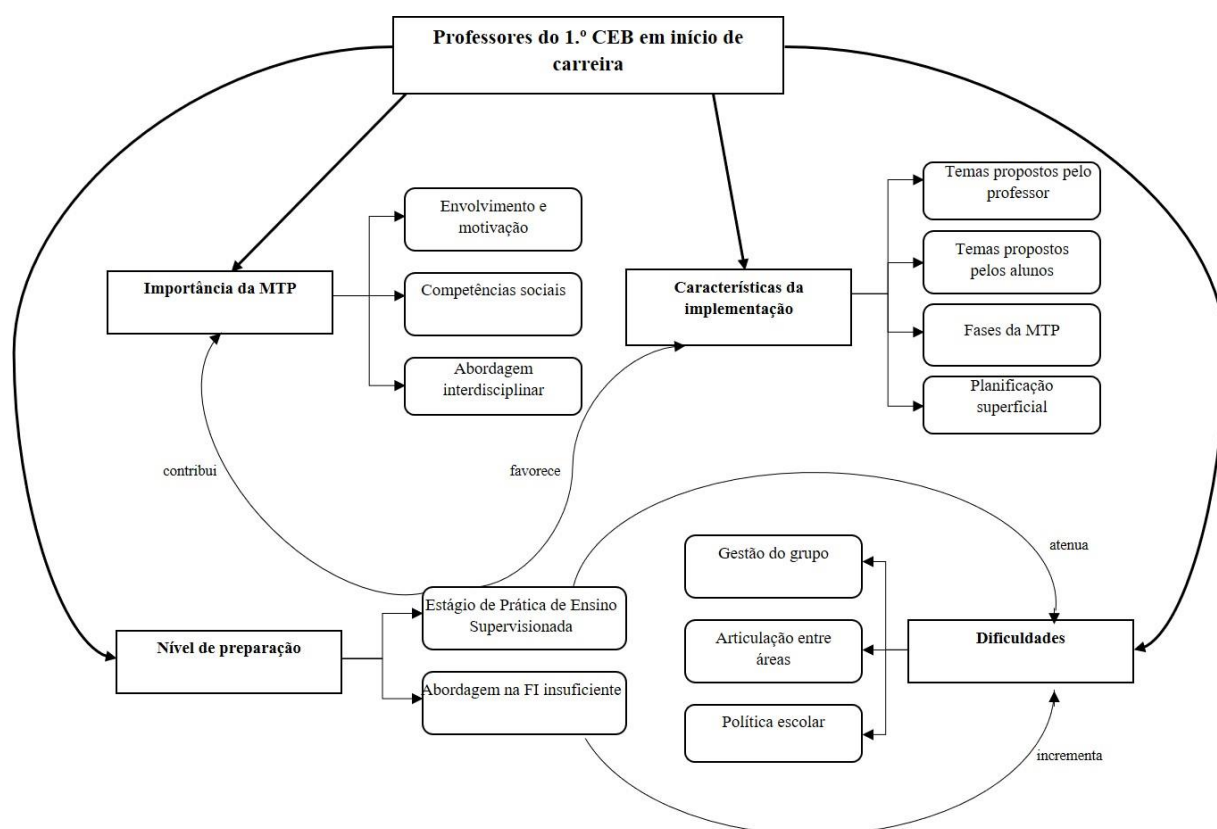 Professores do 1.º CEB em início de
carreira
Envolvimento e
motivação
Importância da MTP
Competências sociais
Abordagem
interdisciplinar
Temas propostos pelo
professor
Temas propostos
pelos alunos
Características da
implementação
Fases da MTP
Planificação
superficial
contribui
favorece
atenua
Estágio de Prática de Ensino
Supervisionada
Nível de preparação
Abordagem na FI insuficiente
Gestão do grupo
Articulação entre
áreas
Dificuldades
Política escolar
incrementa